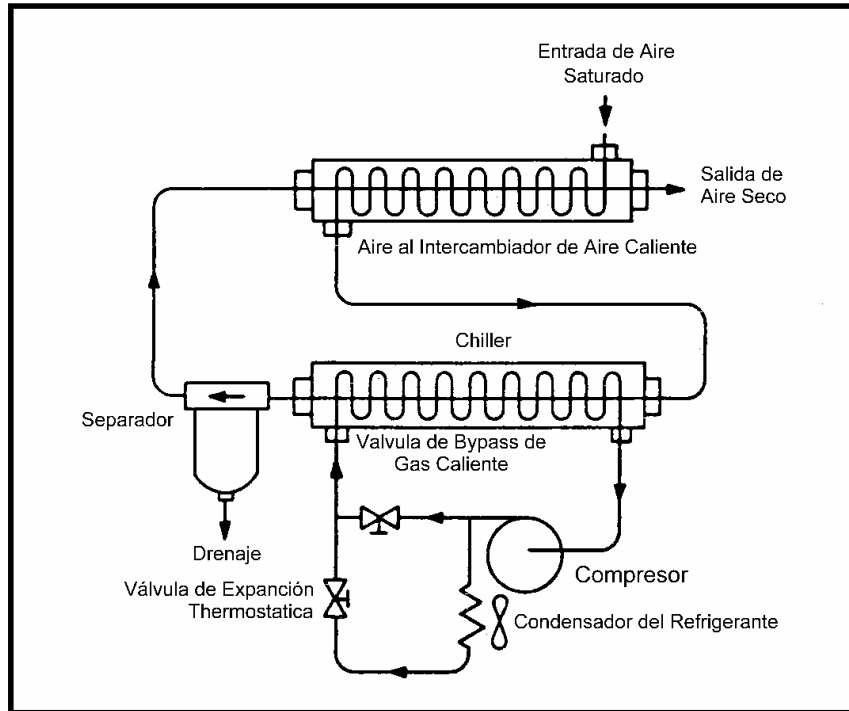 Entrada de Aire
Saturado
Salida de
Aire Seco
Aire al Intercambiador de Aire Caliente
Chiller
Separador
Valvula de Bypass de
Gas Caliente
Drenaje
Compresor
Válvula de Expanción
Thermostatica
Condensador del Refrigerante